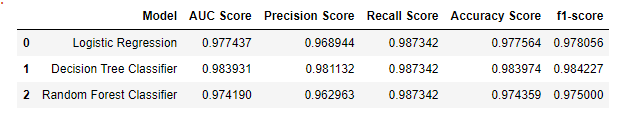 Model AUC Score Precision Score Recall Score Accuracy Score f1-score
0 Logistic Regression 0.977437 0.968944 0.987342 0.977564 0.978056
1 Decision Tree Classifier 0.983931 0.981132 0.987342 0.983974 0.984227
2 Random Forest Classifier 0.974190 0.962963 0.987342 0.974359 0.975000